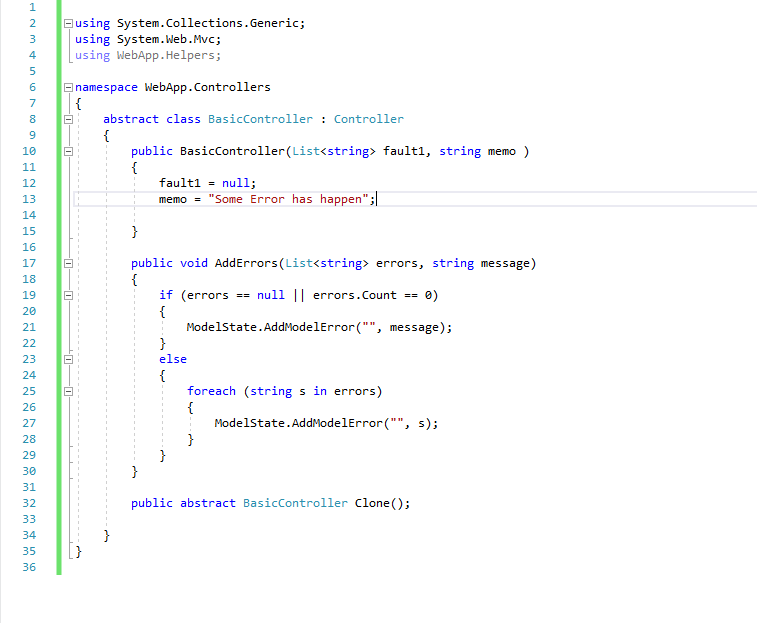 1
2 using System.Collections.Generic;
3 using System.Web.Mvc;
4 using WebApp.Helpers;
5
6 namespace WebApp.Controllers
7 {
8 abstract class BasicController : Controller
9 {
10 public BasicController(List<string> fault1, string memo )
11 {
12 fault1 = null;
13 memo = "Some Error has happen";
14
15 }
16
17 public void AddErrors(List<string> errors, string message)
18 {
19 if (errors == null || errors.Count == 0)
20 {
21 ModelState.AddModelError("", message);
22 }
23 else
24 {
25 foreach (string s in errors)
26 {
27 ModelState.AddModelError("", s);
28 }
29 }
30 }
31
32 public abstract BasicController Clone();
33
34 }
35 }
36